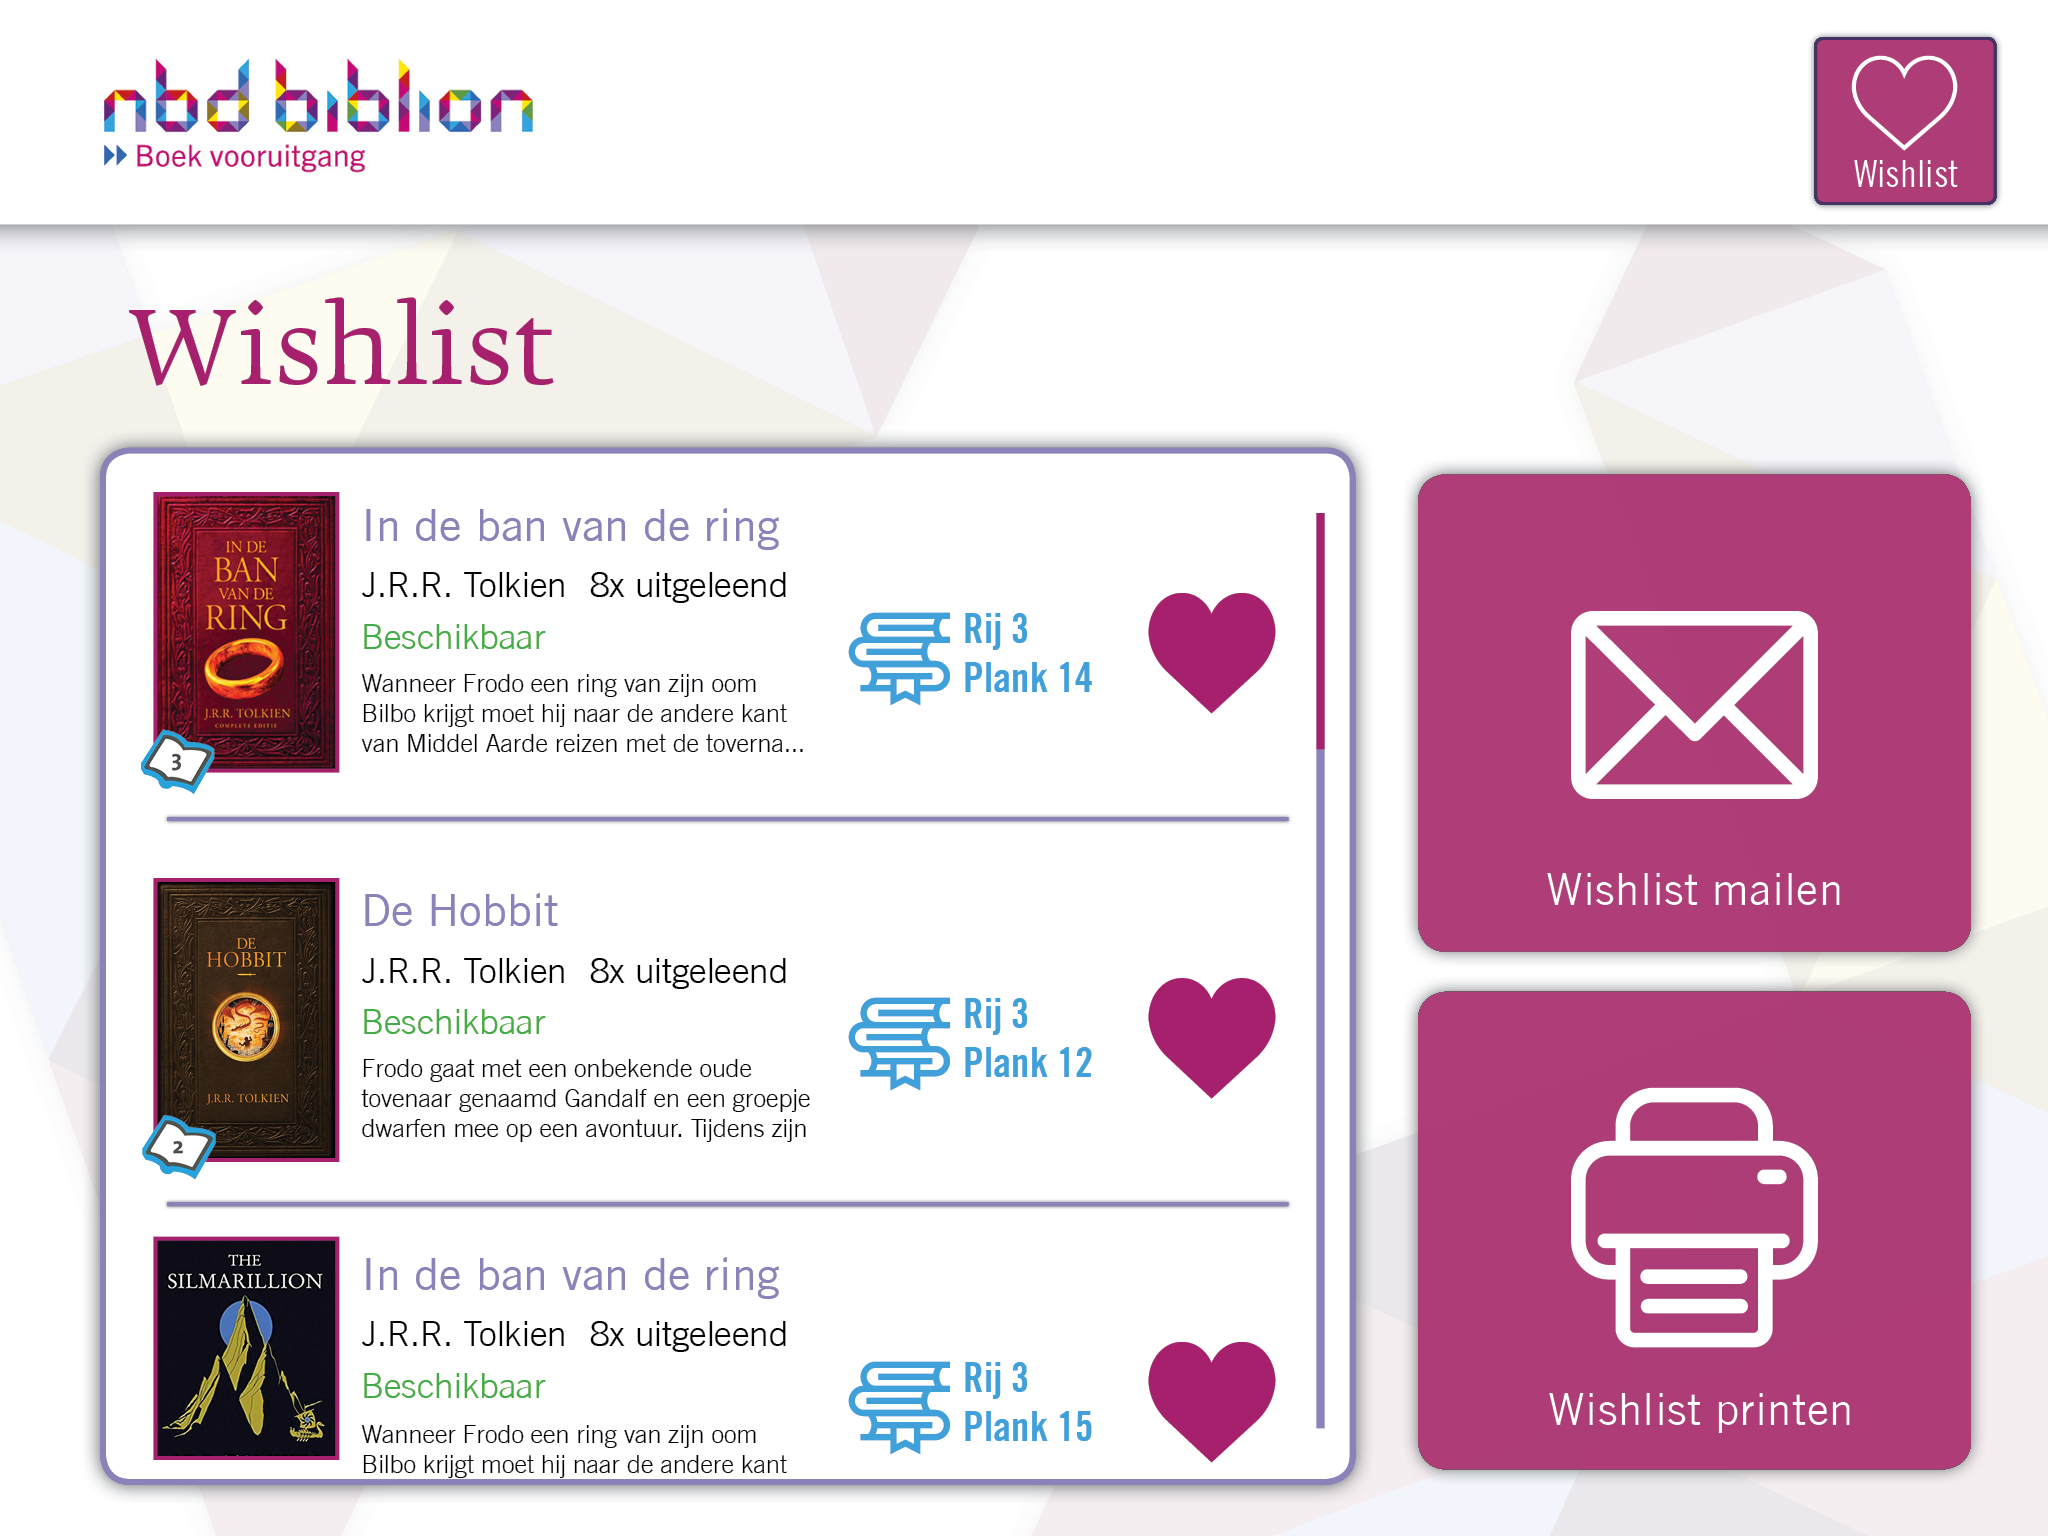 nbd biblion
Boek vooruitgang
Wishlist
Wishlist
IN DE
BAN
VAN DE
RING
J.R.R. TOLKIEN
COMPLETE EDITIE
3
In de ban van de ring
J.R.R. Tolkien 8x uitgeleend
Beschikbaar
Wanneer Frodo een ring van zijn oom
Bilbo krijgt moet hij naar de andere kant
van Middel Aarde reizen met de toverna...
Rij 3
Plank 14
DE
HOBBIT
J.R.R. TOLKIEN
2
De Hobbit
J.R.R. Tolkien 8x uitgeleend
Beschikbaar
Frodo gaat met een onbekende oude
tovenaar genaamd Gandalf en een groepje
dwarfen mee op een avontuur. Tijdens zijn
Rij 3
Plank 12
THE
SILMARILLION
In de ban van de ring
J.R.R. Tolkien 8x uitgeleend
Beschikbaar
Wanneer Frodo een ring van zijn oom
Bilbo krijgt moet hij naar de andere kant
Rij 3
Plank 15
Wishlist mailen
Wishlist printen